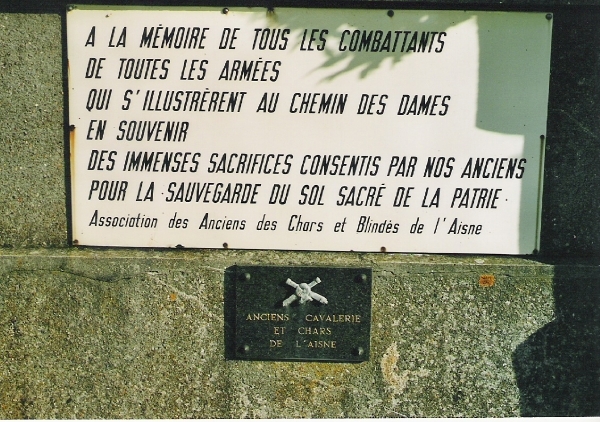 A LA MÉMOIRE DE TOUS LES COMBATTANTS
DE TOUTES LES ARMÉES
QUI S'ILLUSTRÈRENT AU CHEMIN DES DAMES
EN SOUVENIR
DES IMMENSES SACRIFICES CONSENTIS PAR NOS ANCIENS
POUR LA SAUVEGARDE DU SOL SACRÉ DE LA PATRIE.
Association des Anciens des Chars et Blindés de l'Aisne
ANCIENS CAVALERIE
ET CHARS
DE L'AISNE